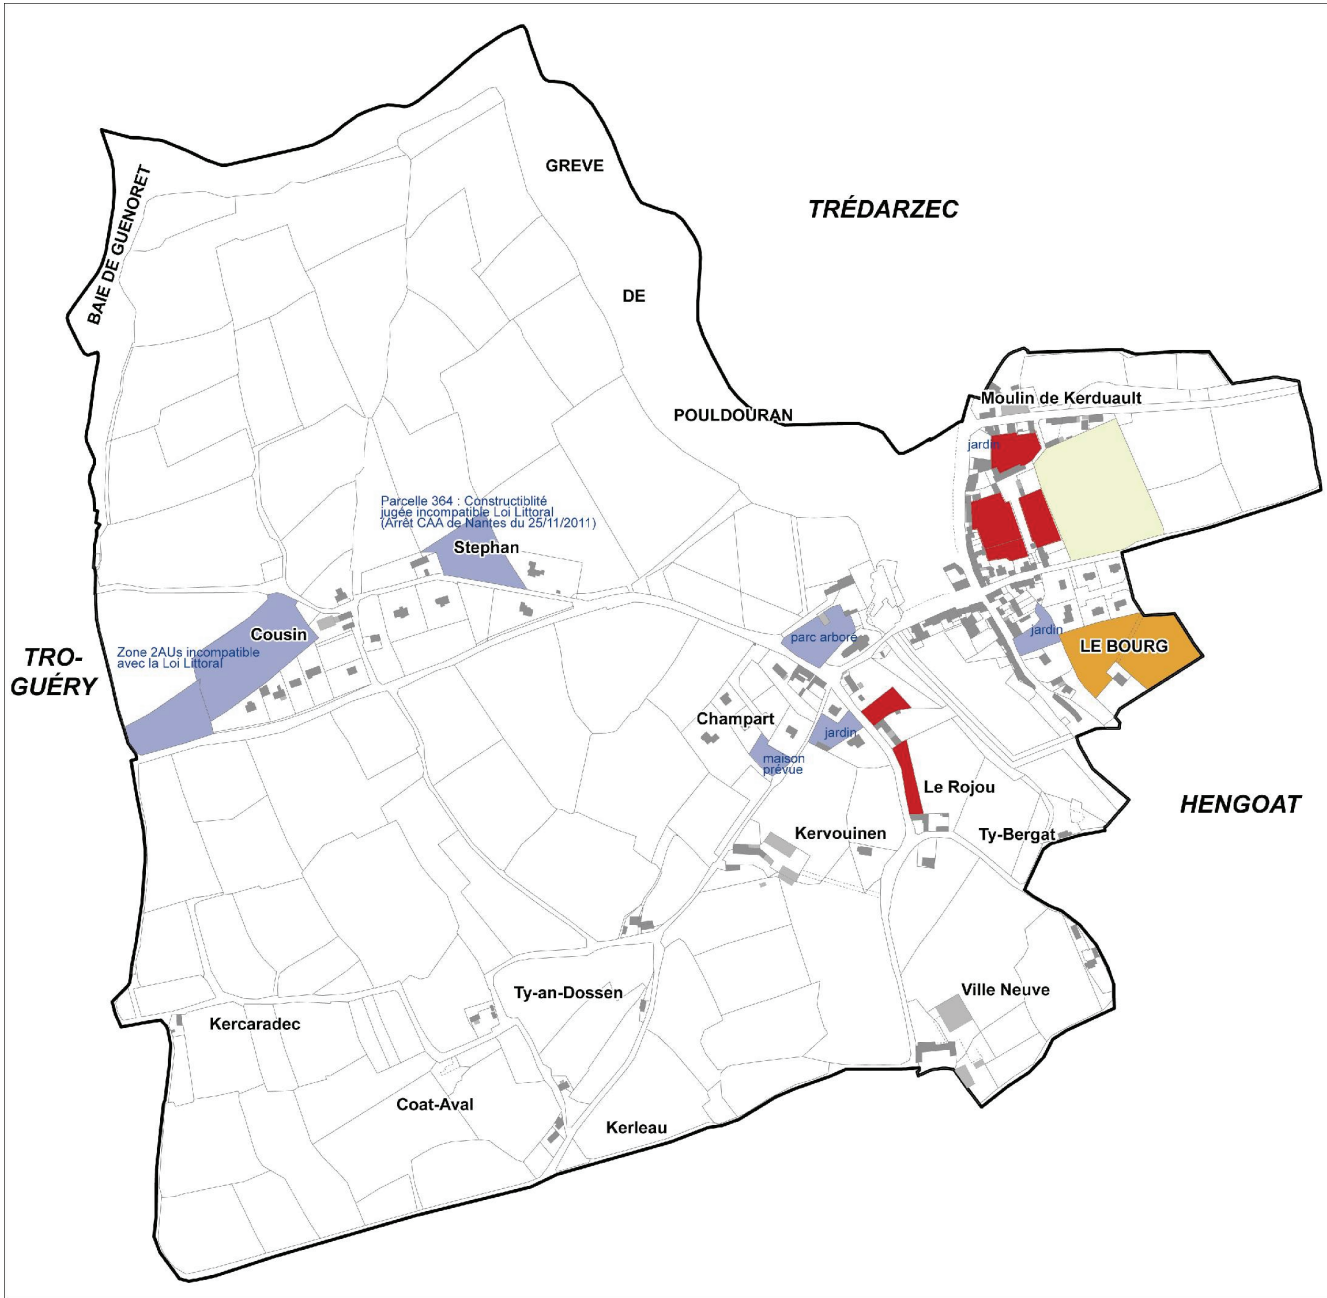 GREVE
BAIE DE GUENORET
TRÉDARZEC
DE
Moulin de Kerduault
POULDOURAN
jardin
Parcelle 364 : Constructiblité
jugée incompatible Loi Littoral
(Arrêt CAA de Nantes du 25/11/2011)
Stephan
Cousin
parc arboré
jardin
LE BOURG
Zone 2AUs incompatible
avec la Loi Littoral
TRO-
GUÉRY
Champart
jardin
maison
prévue
Le Rojou
HENGOAT
Kervouinen
Ty-Bergat
Ty-an-Dossen
Ville Neuve
Kercaradec
Coat-Aval
Kerleau